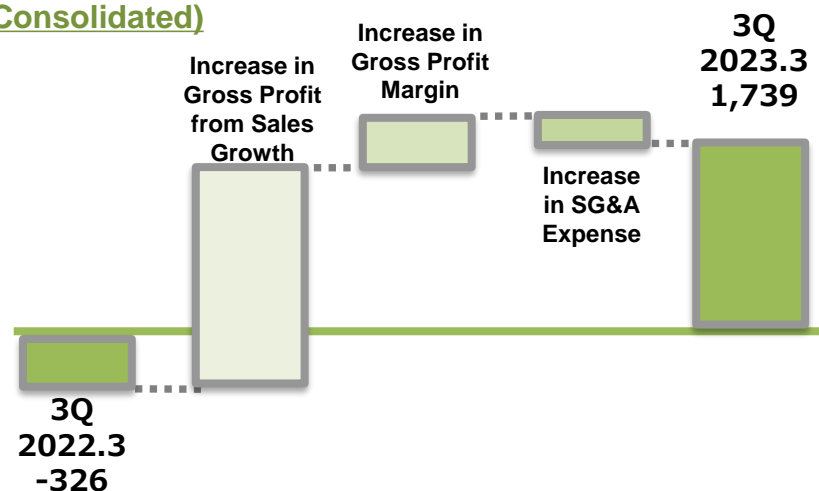 Consolidated)
Increase in
Gross Profit
from Sales
Growth
Increase in
Gross Profit
Margin
Increase
in SG&A
Expense
3Q
2023.3
1,739
3Q
2022.3
-326